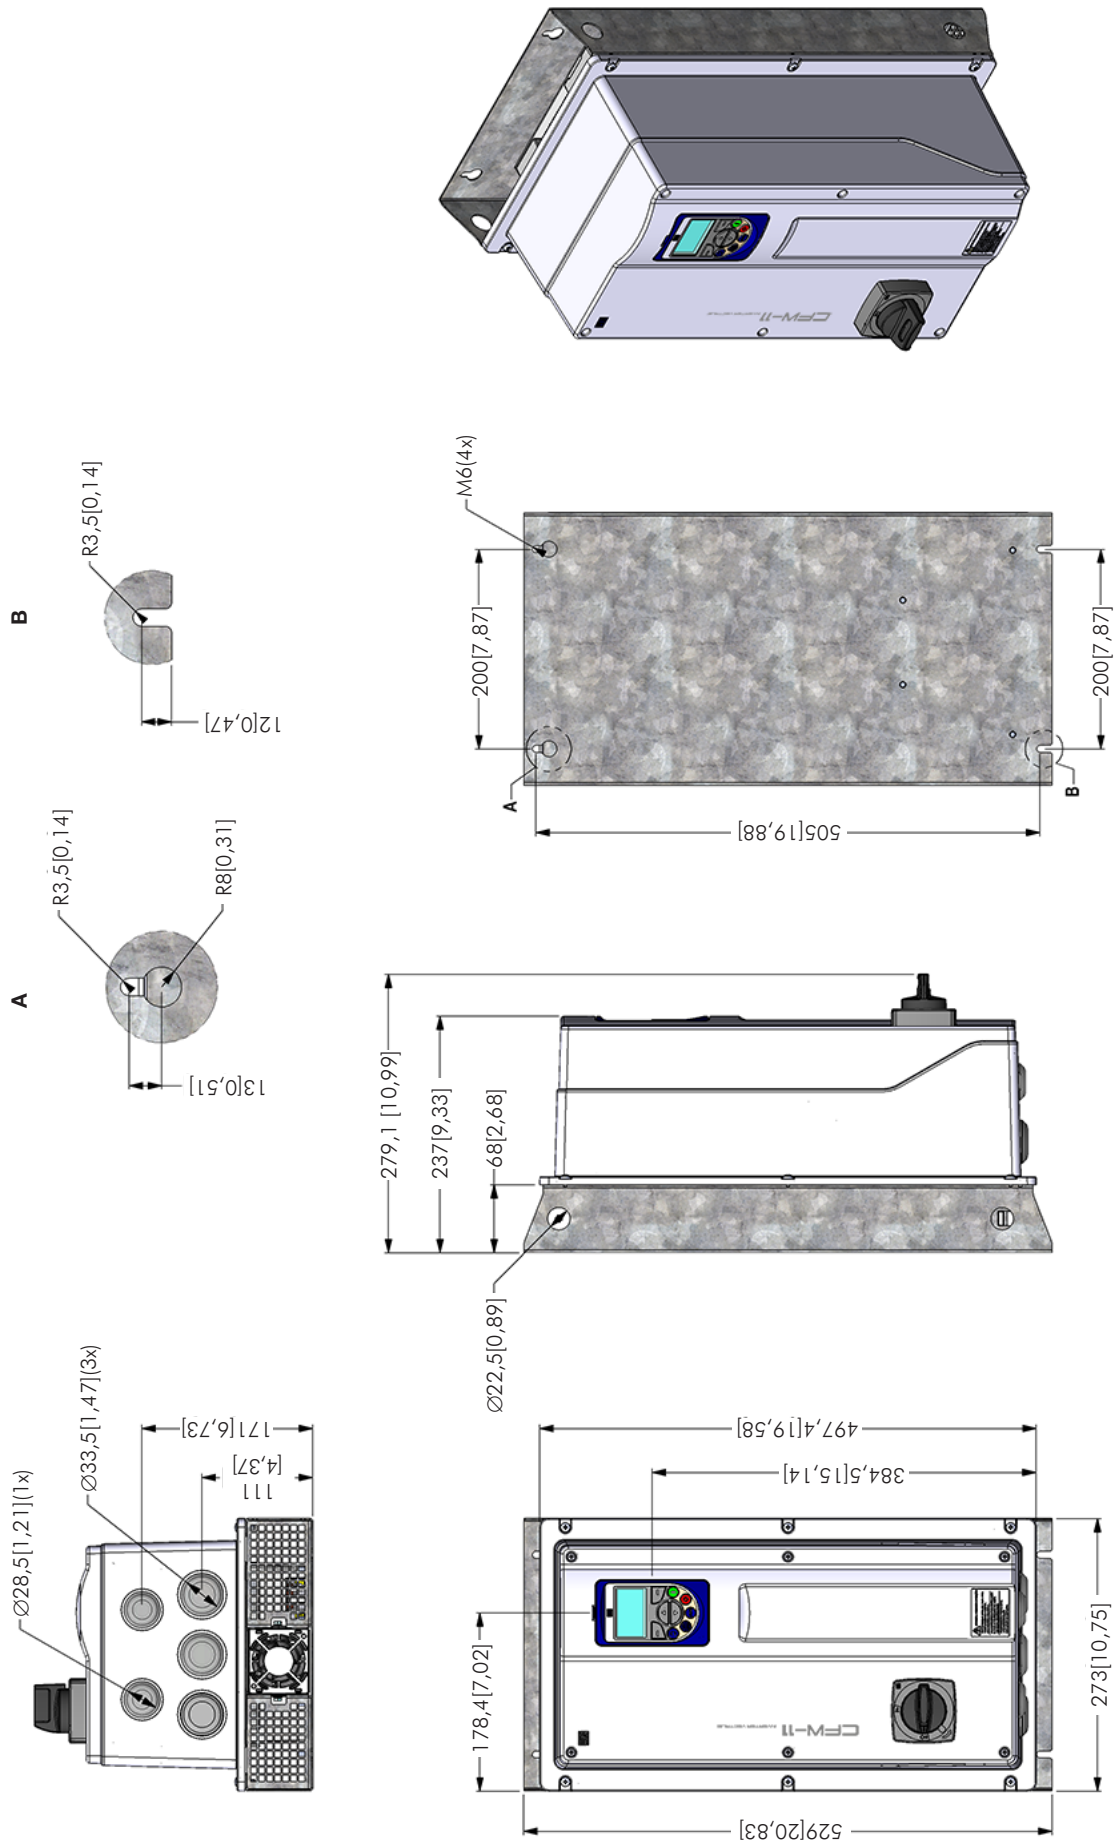 A
B
R3,5[0,14]
R8[0,31]
13[0,51]
R3,5[0,14]
12[0,47]
Ø28,5[1,21](1x)
Ø33,5[1,47](3x)
171[6,73]
111
[4,37]
279,1 [10,99]
237[9,33]
68[2,68]
Ø22,5[0,89]
M6(4x)
200[7,87]
A
B
505[19,88]
200[7,87]
178,4[7,02]
497,4[19,58]
384,5[15,14]
529[20,83]
273[10,75]
CFW-11
CFW-11